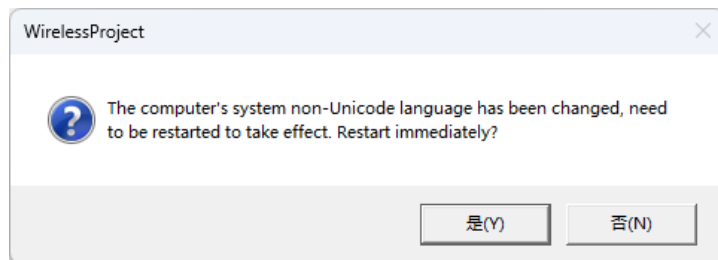 WirelessProject
The computer's system non-Unicode language has been changed, need
to be restarted to take effect. Restart immediately?
是(Y)
否(N)